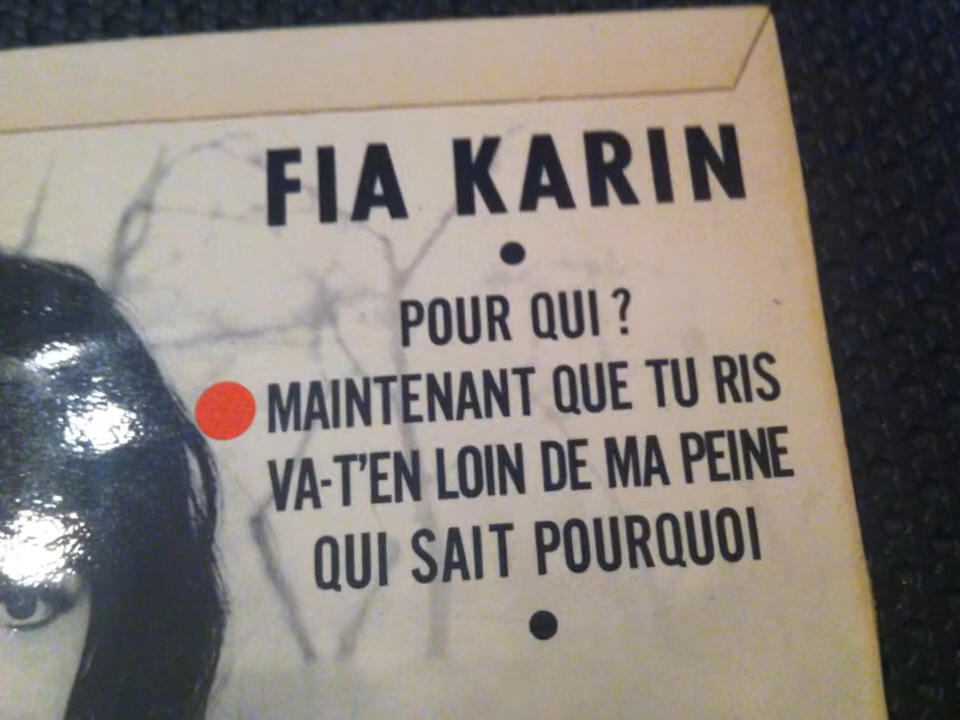 FIA KARIN
POUR QUI ?
MAINTENANT QUE TU RIS
VA-T'EN LOIN DE MA PEINE
QUI SAIT POURQUOI